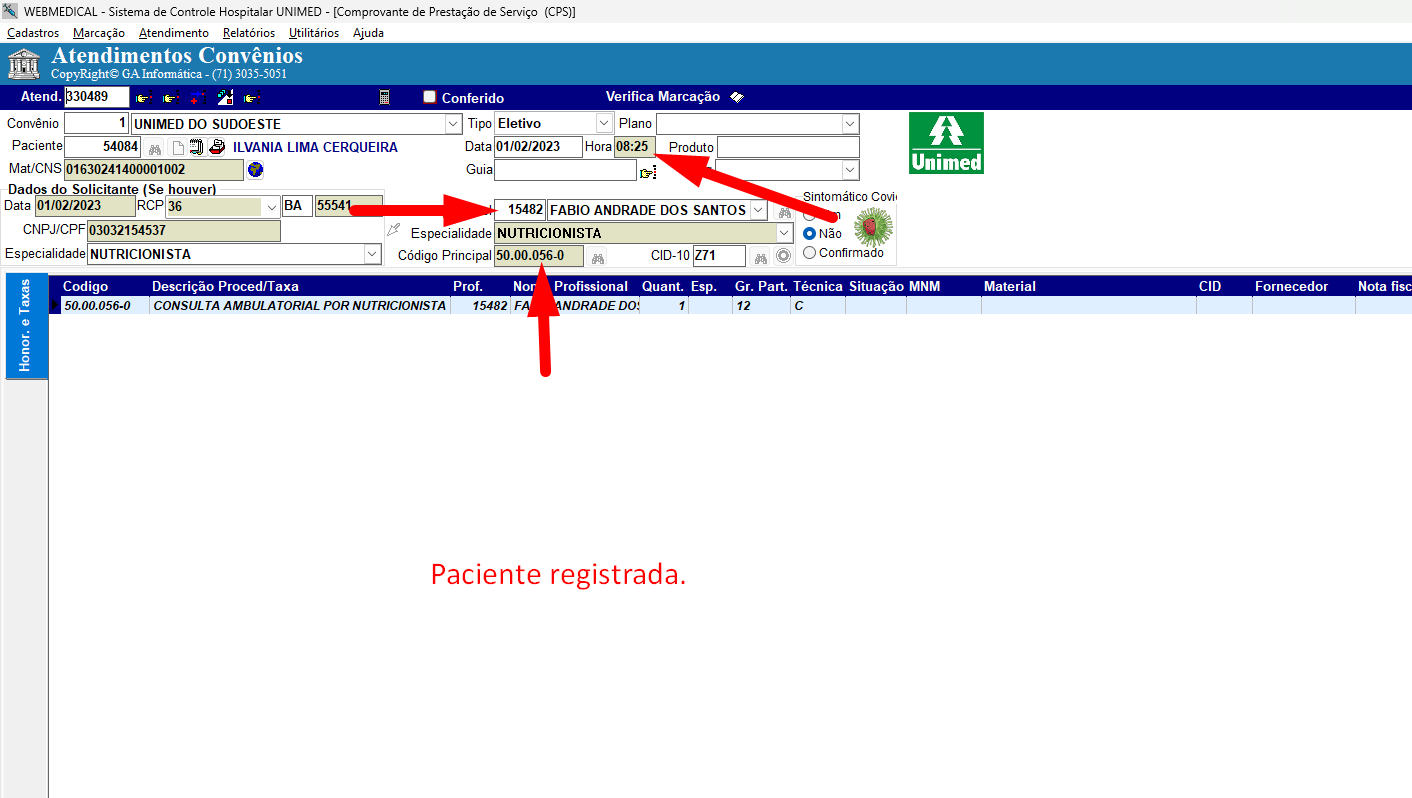 WEBMEDICAL - Sistema de Controle Hospitalar UNIMED - [Comprovante de Prestação de Serviço (CPS)]
Cadastros Marcação Atendimento Relatórios Utilitários Ajuda
Atendimentos Convênios
CopyRight© GA Informática - (71) 3035-5051
Atend. 330489 Conferido Verifica Marcação
Convênio 1 UNIMED DO SUDOESTE Tipo Eletivo Plano
Paciente 54084 ILVANIA LIMA CERQUEIRA Data 01/02/2023 Hora 08:25 Produto
Mat/CNS 01630241400001002 Guia
Unimed
Dados do Solicitante (Se houver)
Sintomático Covi
Data 01/02/2023 RCP 36 BA 55541 15482 FABIO ANDRADE DOS SANTOS
CNPJ/CPF 03032154537 Especialidade NUTRICIONISTA Não
Especialidade NUTRICIONISTA Código Principal 50.00.056-0 CID-10 Z71 Confirmado
Honor. e Taxas
Codigo Descrição Proced/Taxa Prof. Profissional Quant. Esp. Gr. Part. Técnica Situação MNM Material CID Fornecedor Nota fisc
50.00.056-0 CONSULTA AMBULATORIAL POR NUTRICIONISTA 15482 ANDRADE DOS 1 12 C
Paciente registrada.